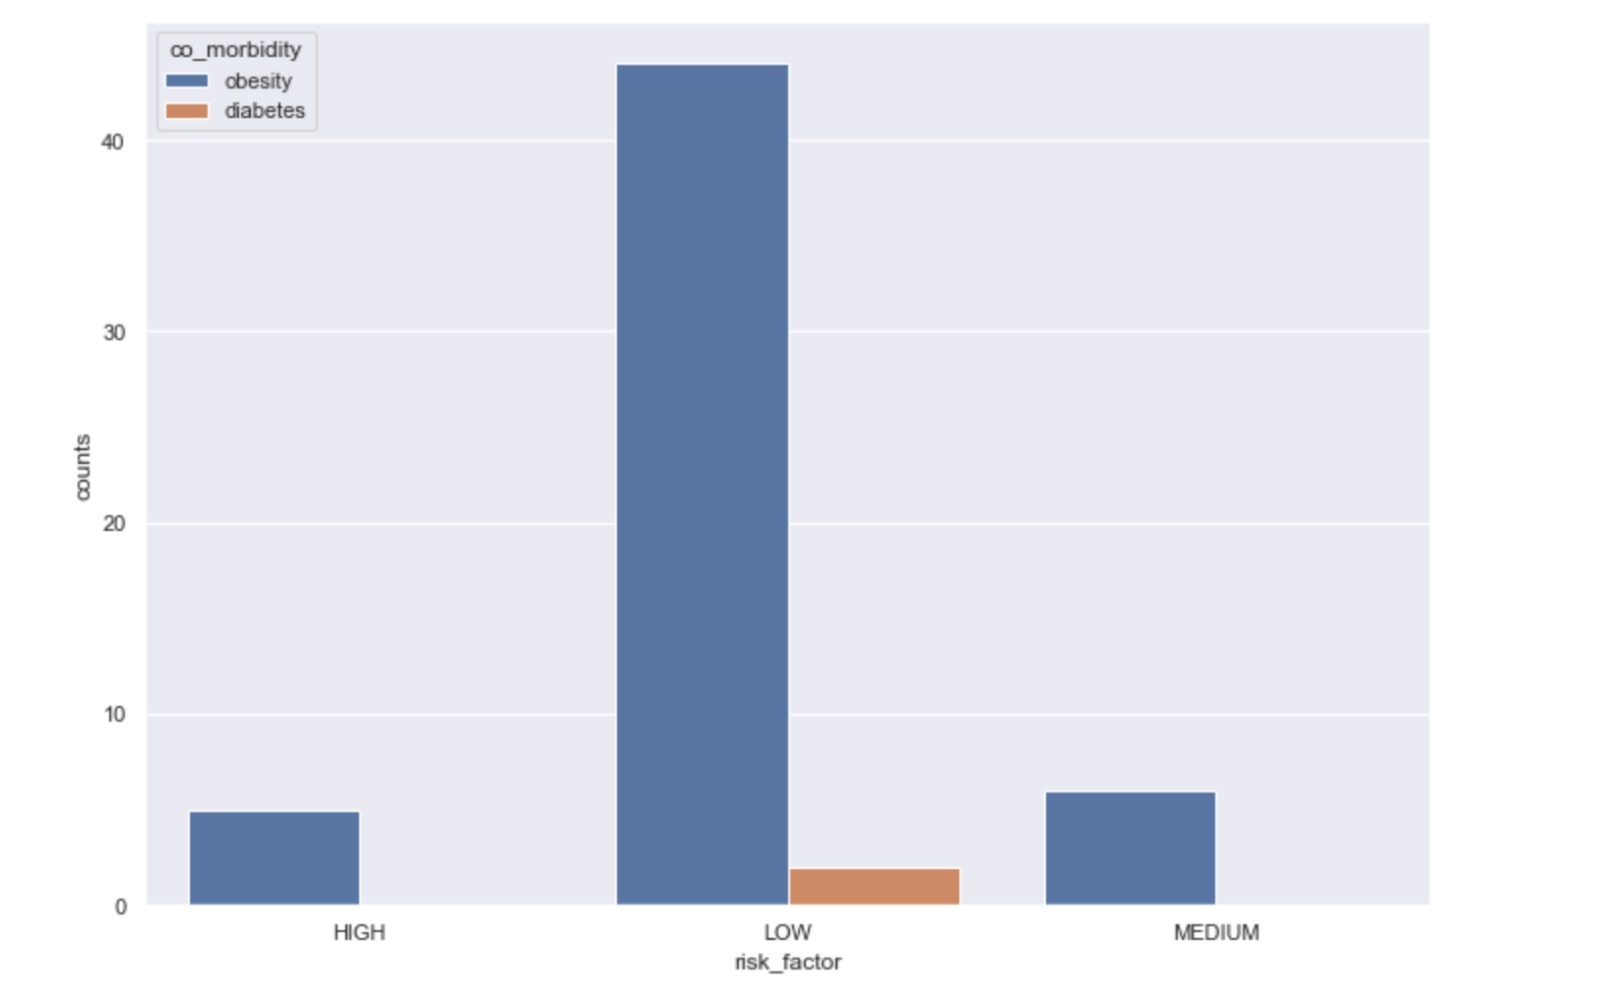 co_morbidity
obesity
diabetes
40
30
20
10
0
counts
HIGH LOW MEDIUM
risk_factor